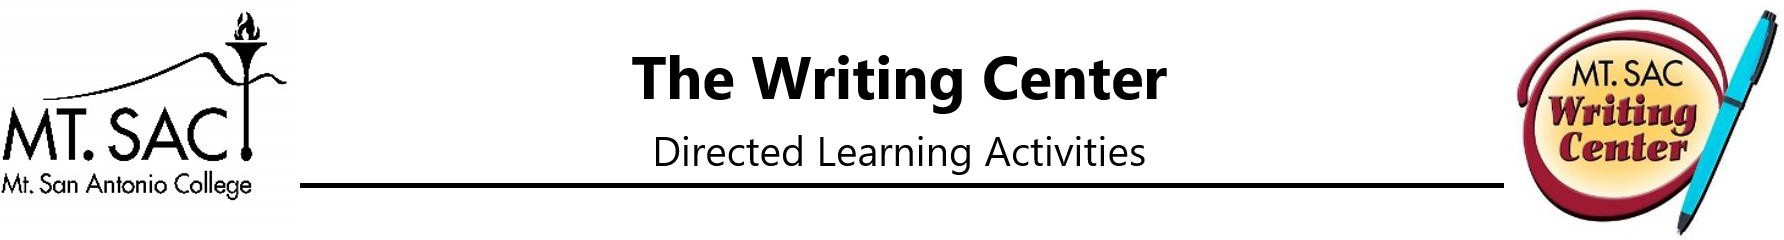 MT. SAC
Mt. San Antonio College
The Writing Center
Directed Learning Activities
MT. SAC
Writing
Center